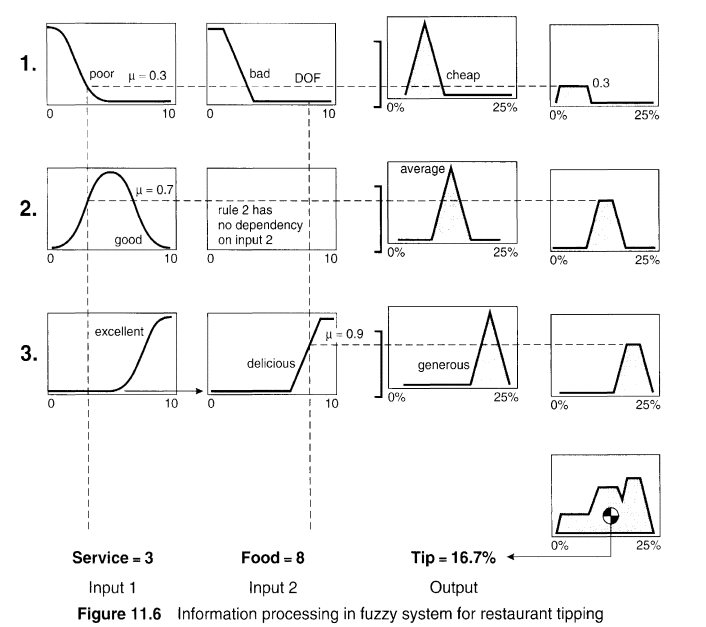 1.
poor
μ = 0.3
0
10
bad
DOF
0
10
cheap
0%
25%
0.3
0%
25%
2.
μ = 0.7
good
0
10
rule 2 has
no dependency
on input 2
0
10
average
0%
25%
0%
25%
3.
excellent
0
10
μ = 0.9
delicious
0
10
generous
0%
25%
0%
25%
0%
25%
Service = 3
Food = 8
Tip = 16.7%
Input 1
Input 2
Output
Figure 11.6 Information processing in fuzzy system for restaurant tipping